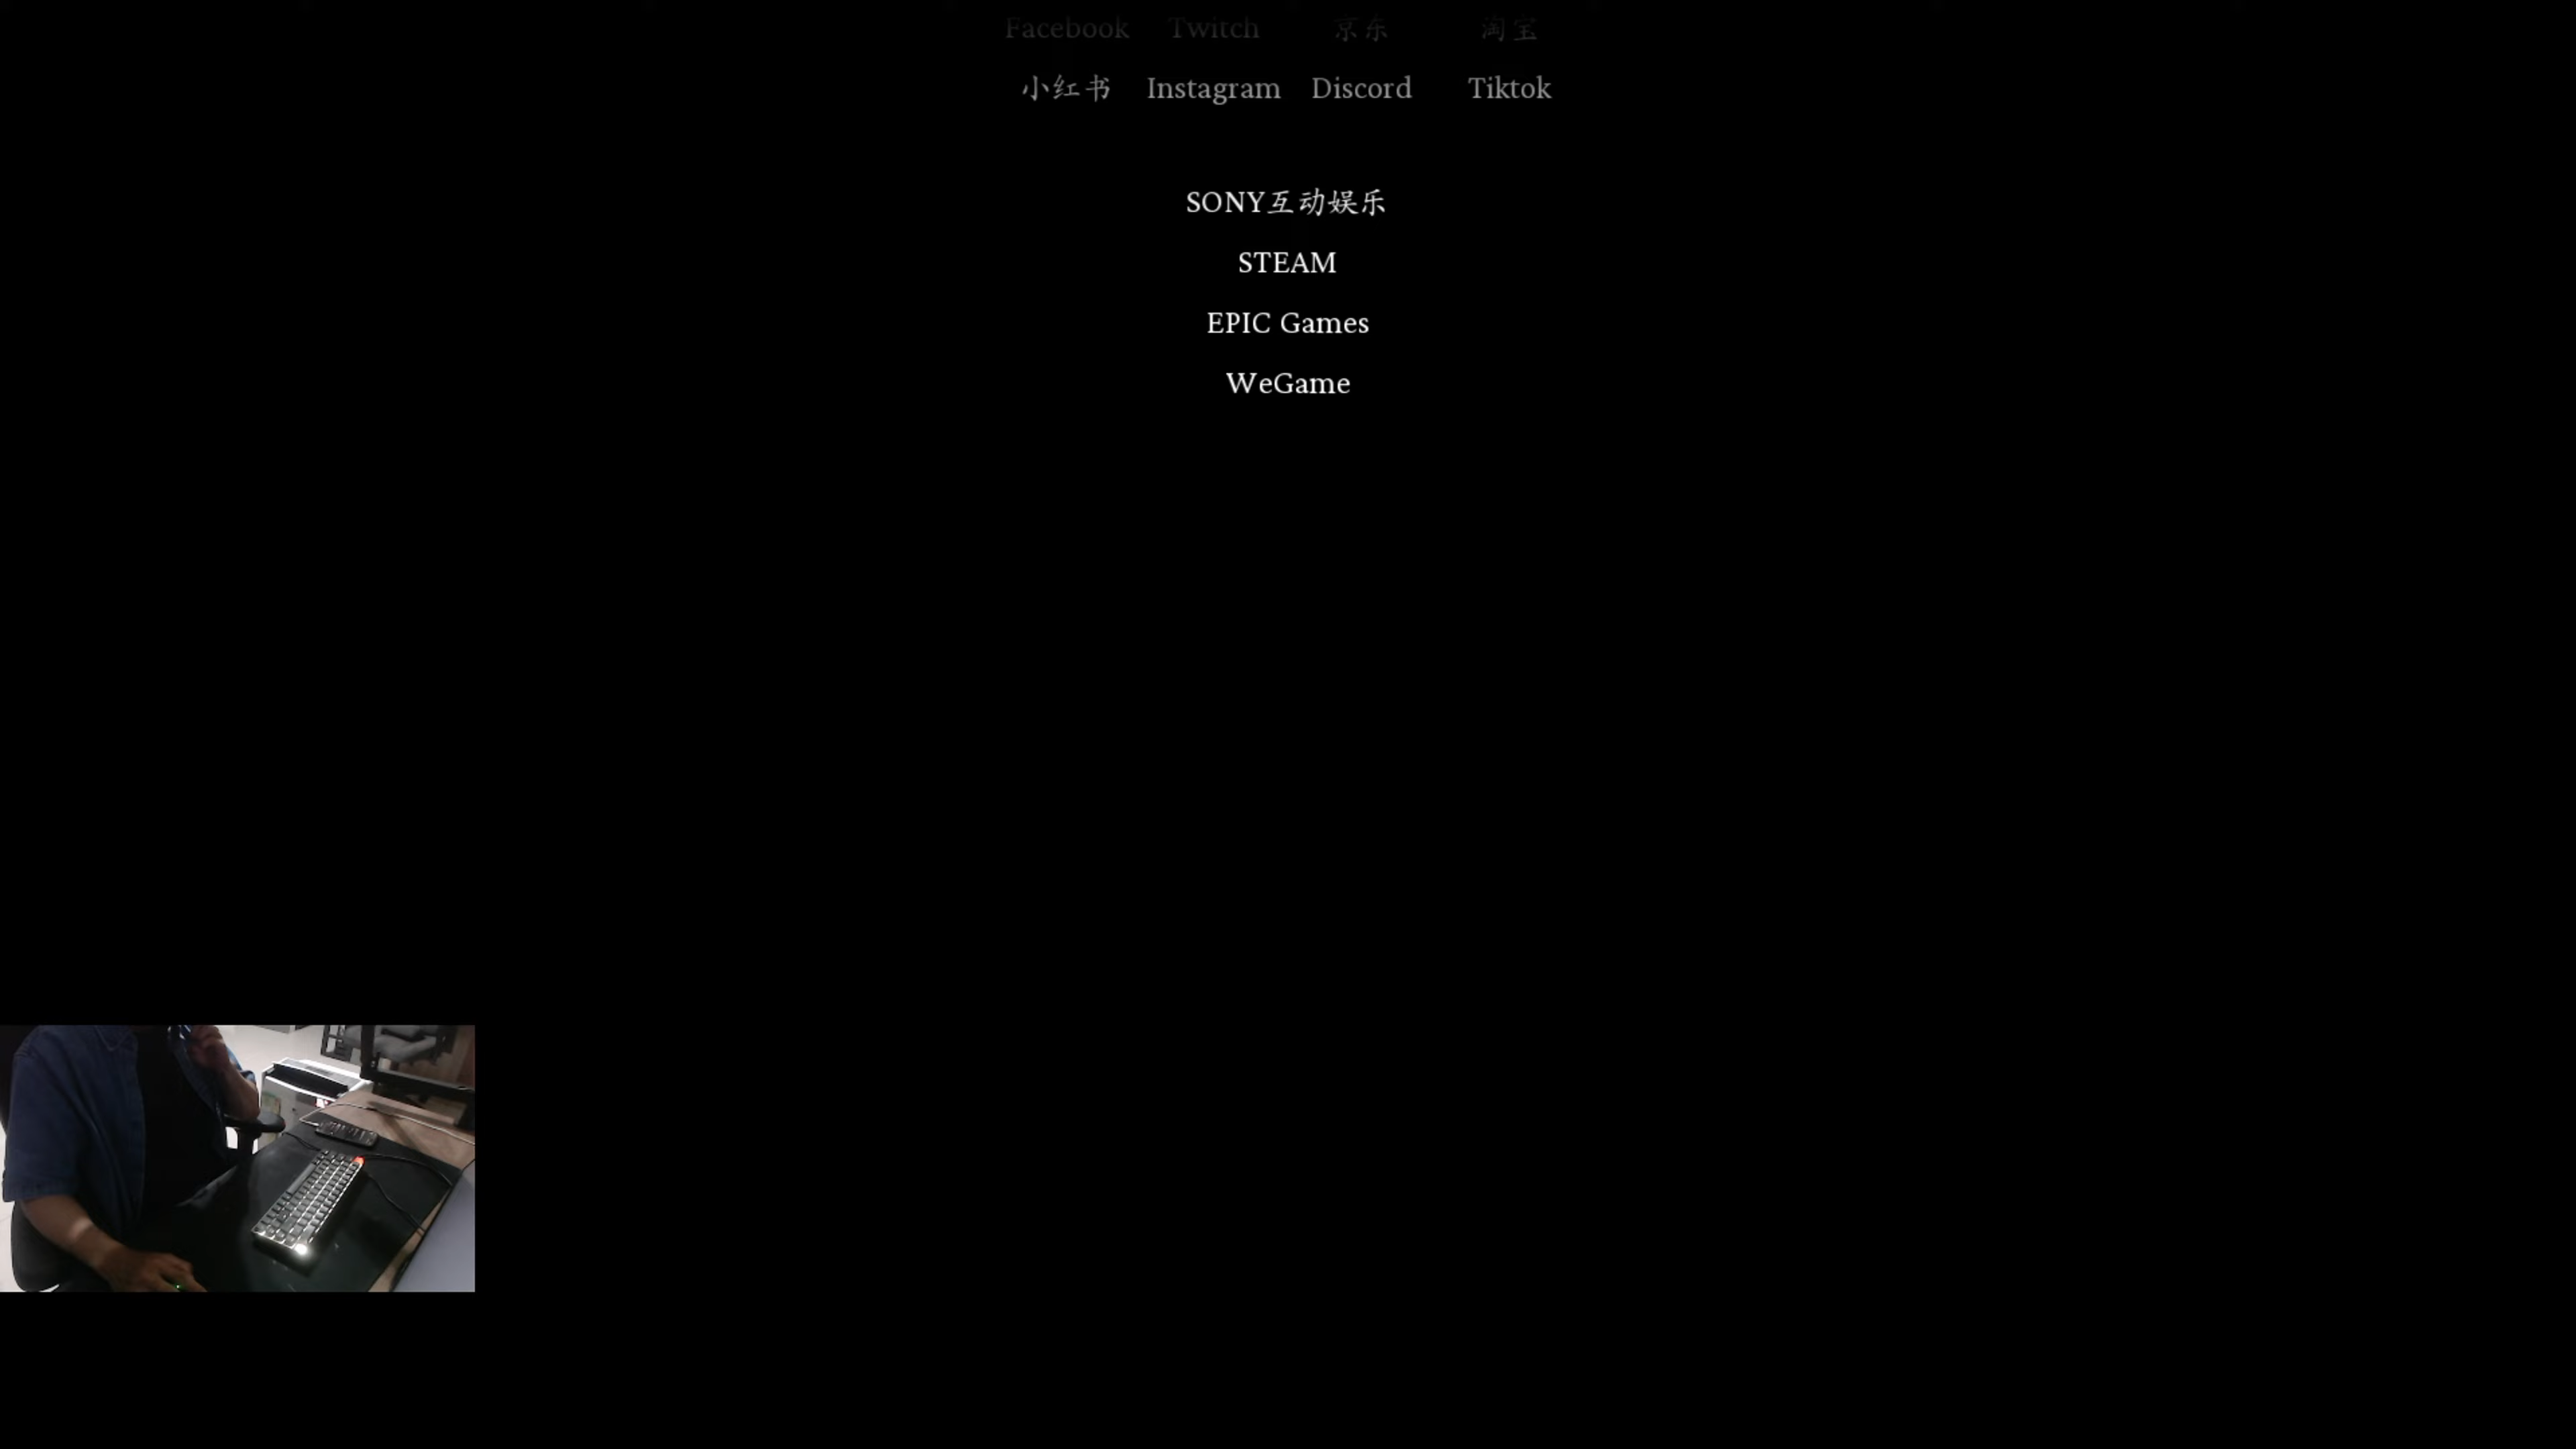 Facebook Twitch 京东 淘宝
小红书 Instagram Discord Tiktok
SONY互动娱乐
STEAM
EPIC Games
WeGame